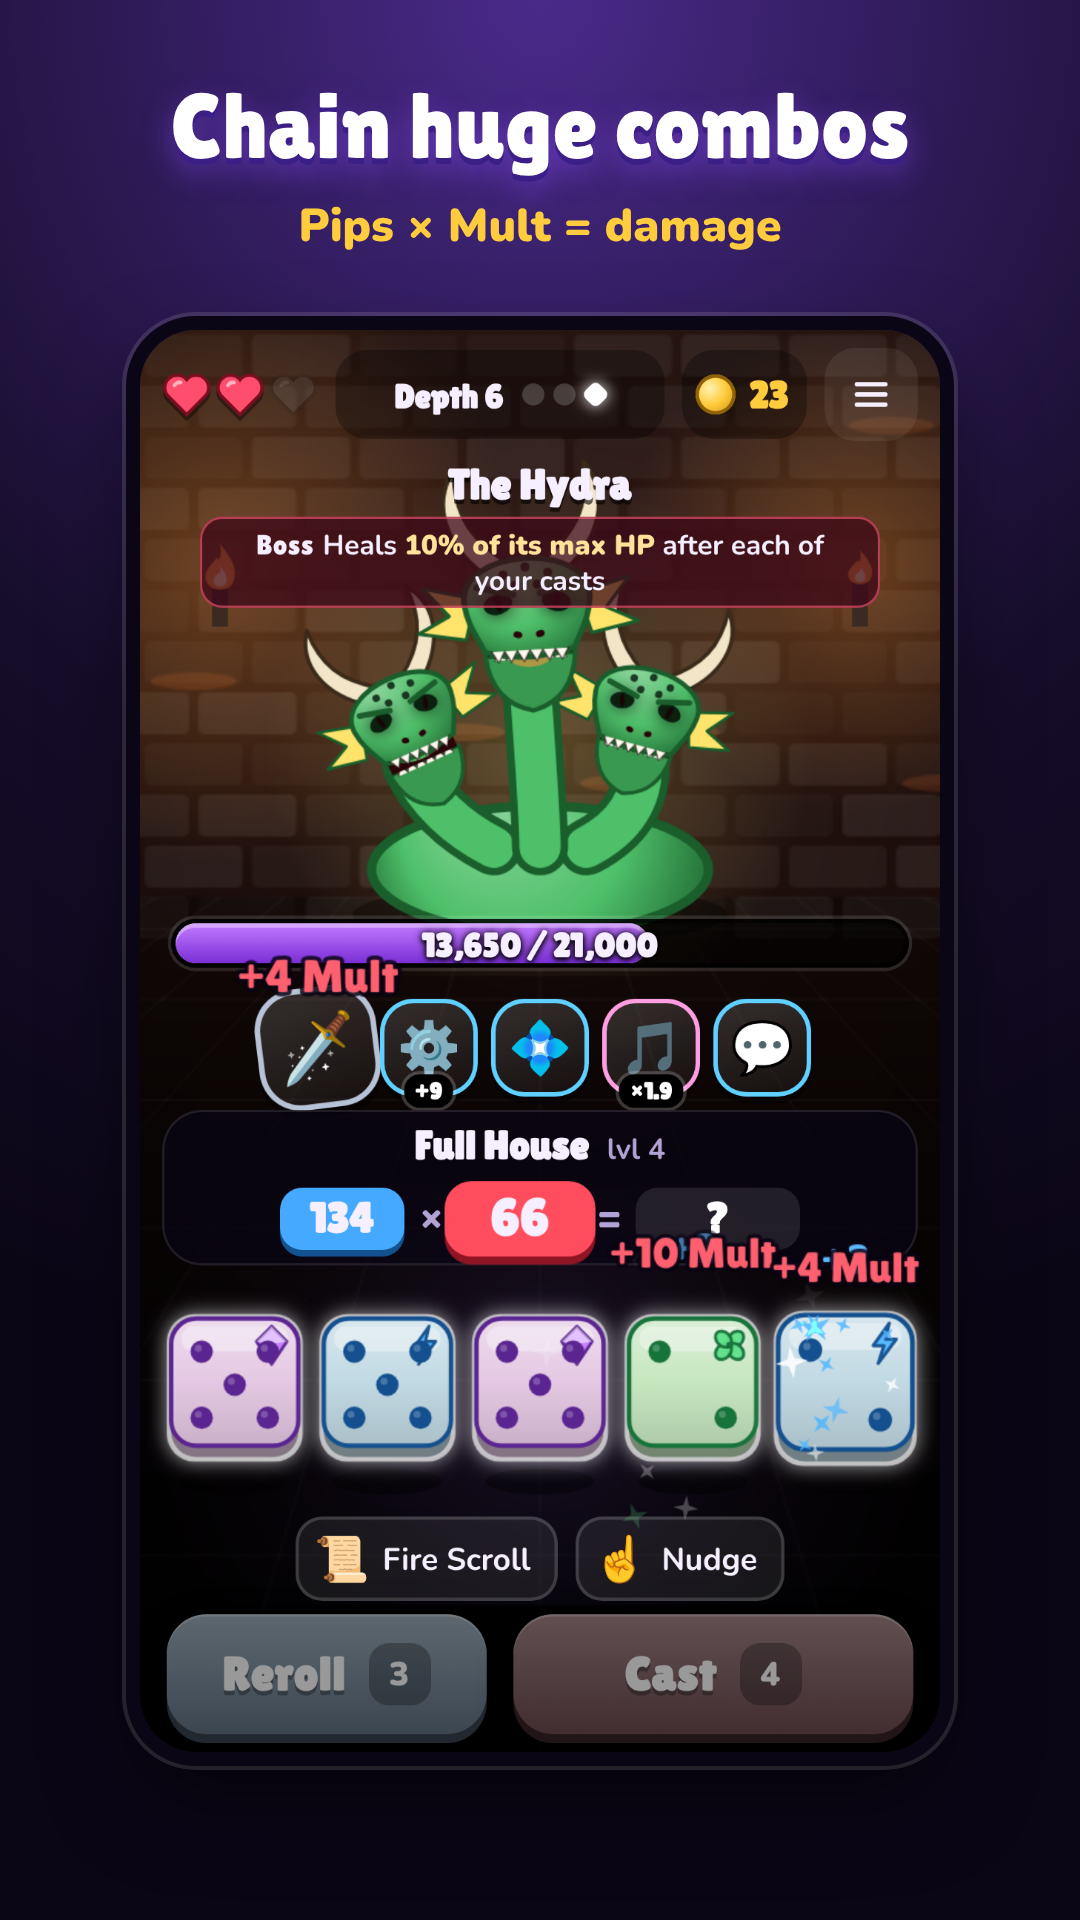 Chain huge combos
Pips × Mult = damage
Depth 6
23
The Hydra
Boss Heals 10% of its max HP after each of
your casts
13,650 / 21,000
+4 Mult
+9
×1.9
Full House lvl 4
134 × 66 = ?
+10 Mult
+4 Mult
Fire Scroll
Nudge
Reroll 3
Cast 4